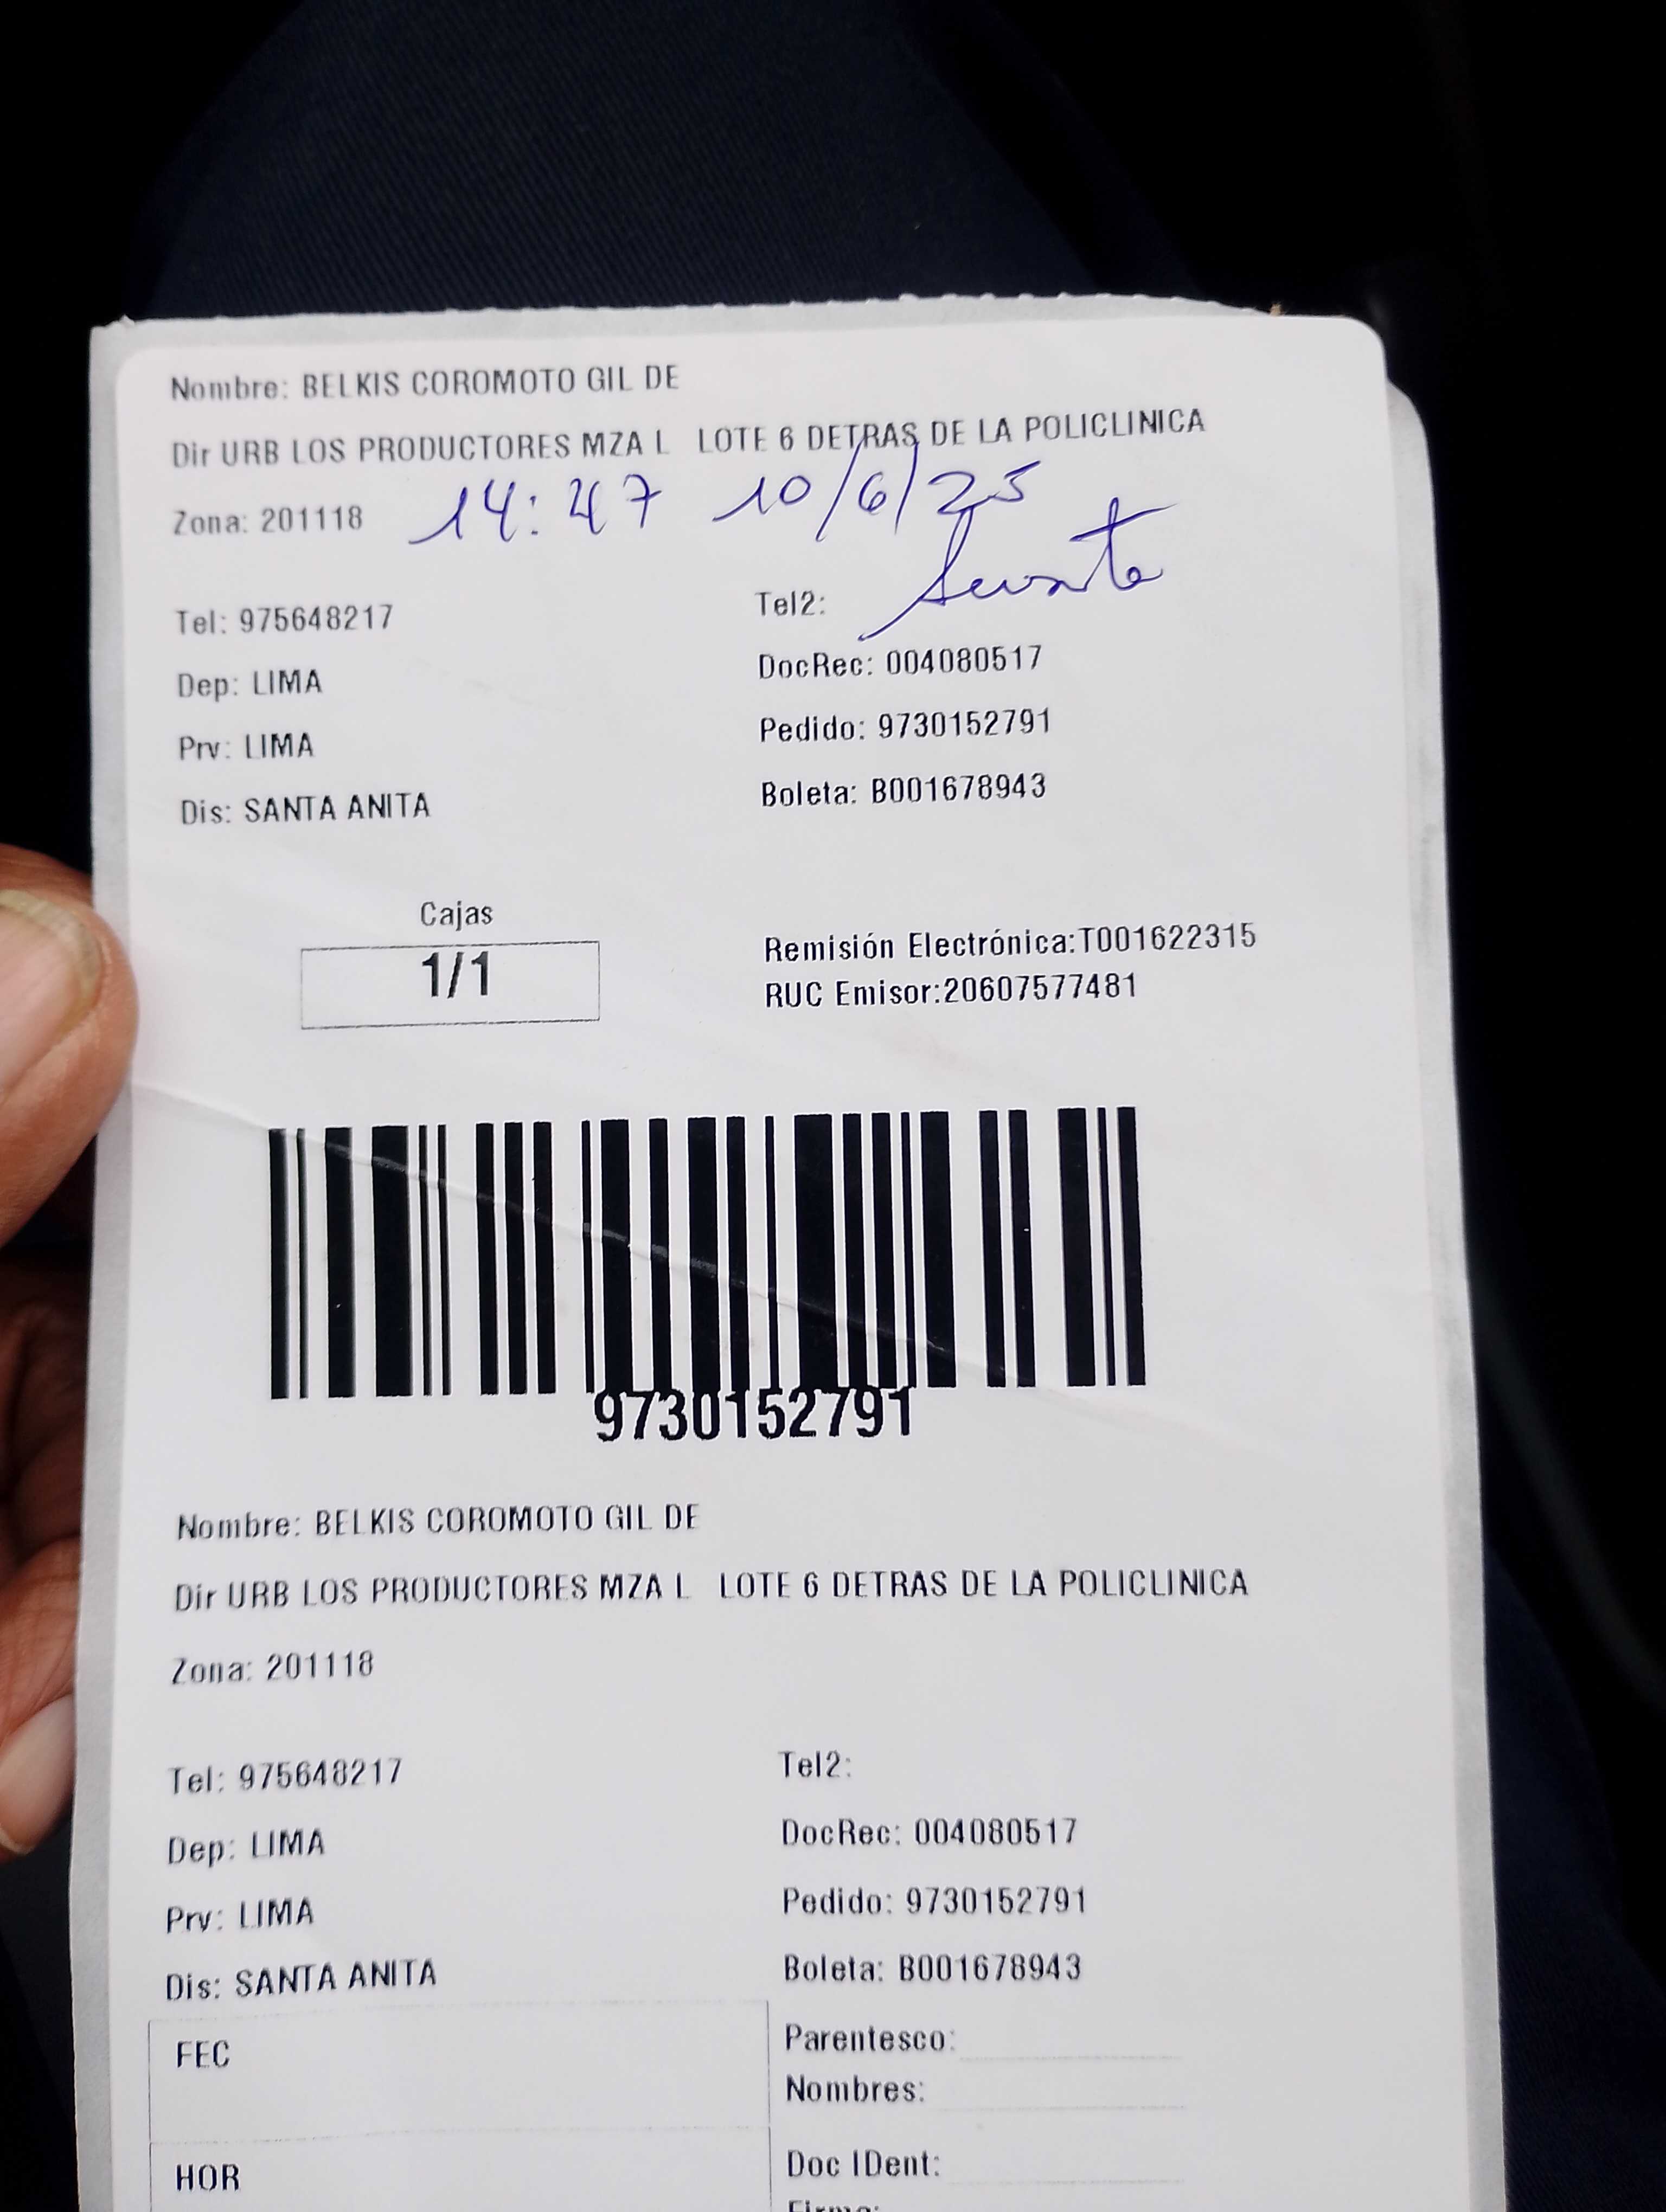 Nombre: BELKIS COROMOTO GIL DE
Dir URB LOS PRODUCTORES MZA L LOTE 6 DETRAS DE LA POLICLINICA
Zona: 201118 14:47 10/6/25
Tel: 975648217 Tel2:
Dep: LIMA DocRec: 004080517
Prv: LIMA Pedido: 9730152791
Dis: SANTA ANITA Boleta: B001678943
Cajas
1/1
Remisión Electrónica:T001622315
RUC Emisor:20607577481
9730152791
Nombre: BELKIS COROMOTO GIL DE
Dir URB LOS PRODUCTORES MZA L LOTE 6 DETRAS DE LA POLICLINICA
Zona: 201118
Tel: 975648217 Tel2:
Dep: LIMA DocRec: 004080517
Prv: LIMA Pedido: 9730152791
Dis: SANTA ANITA Boleta: B001678943
FEC Parentesco:
Nombres:
HOR Doc IDent: